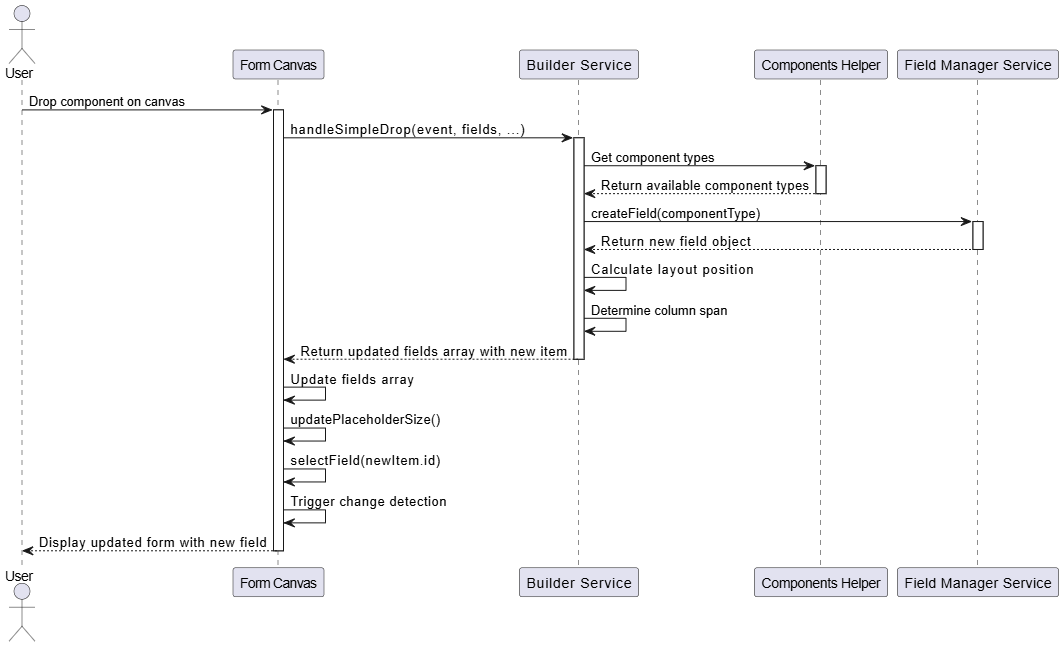 User
Form Canvas
Builder Service
Components Helper
Field Manager Service
Drop component on canvas
handleSimpleDrop(event, fields, ...)
Get component types
Return available component types
createField(componentType)
Return new field object
Calculate layout position
Determine column span
Return updated fields array with new item
Update fields array
updatePlaceholderSize()
selectField(newItem.id)
Trigger change detection
Display updated form with new field
User
Form Canvas
Builder Service
Components Helper
Field Manager Service